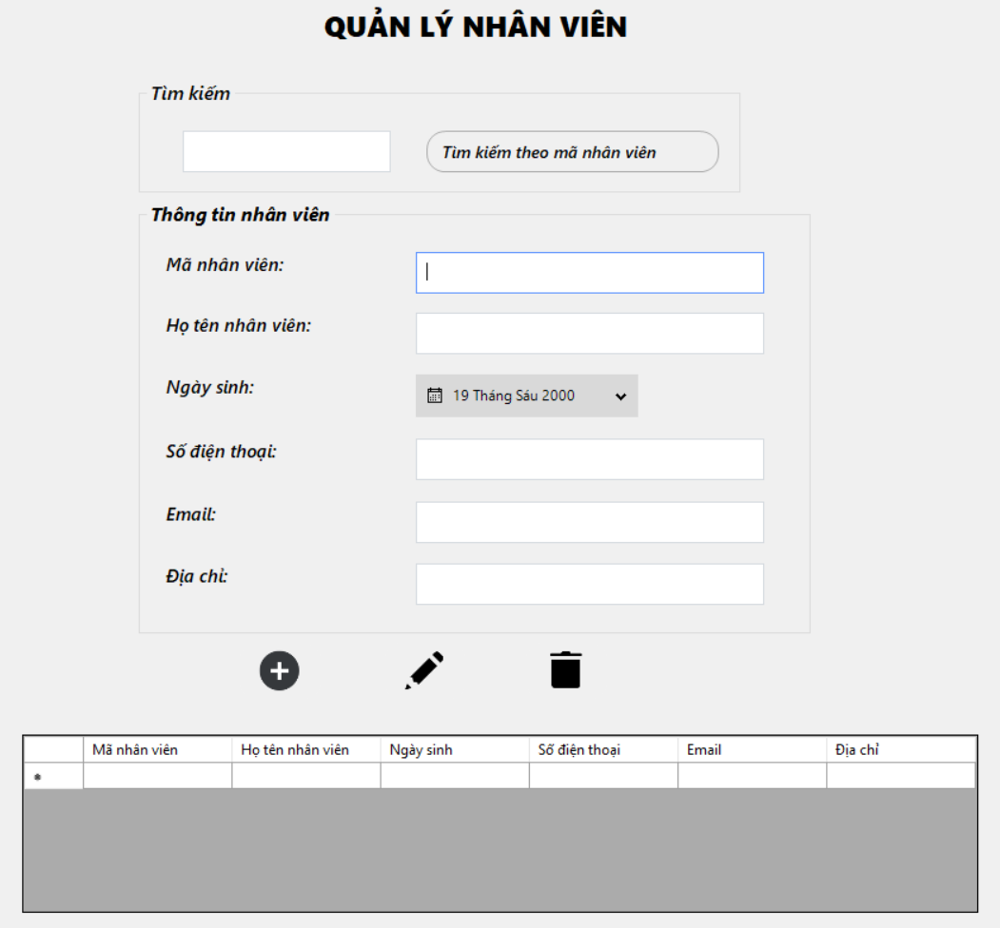 QUẢN LÝ NHÂN VIÊN
Tìm kiếm
Tìm kiếm theo mã nhân viên
Thông tin nhân viên
Mã nhân viên:
Họ tên nhân viên:
Ngày sinh:
19 Tháng Sáu 2000
Số điện thoại:
Email:
Địa chỉ:
Mã nhân viên Họ tên nhân viên Ngày sinh Số điện thoại Email Địa chỉ